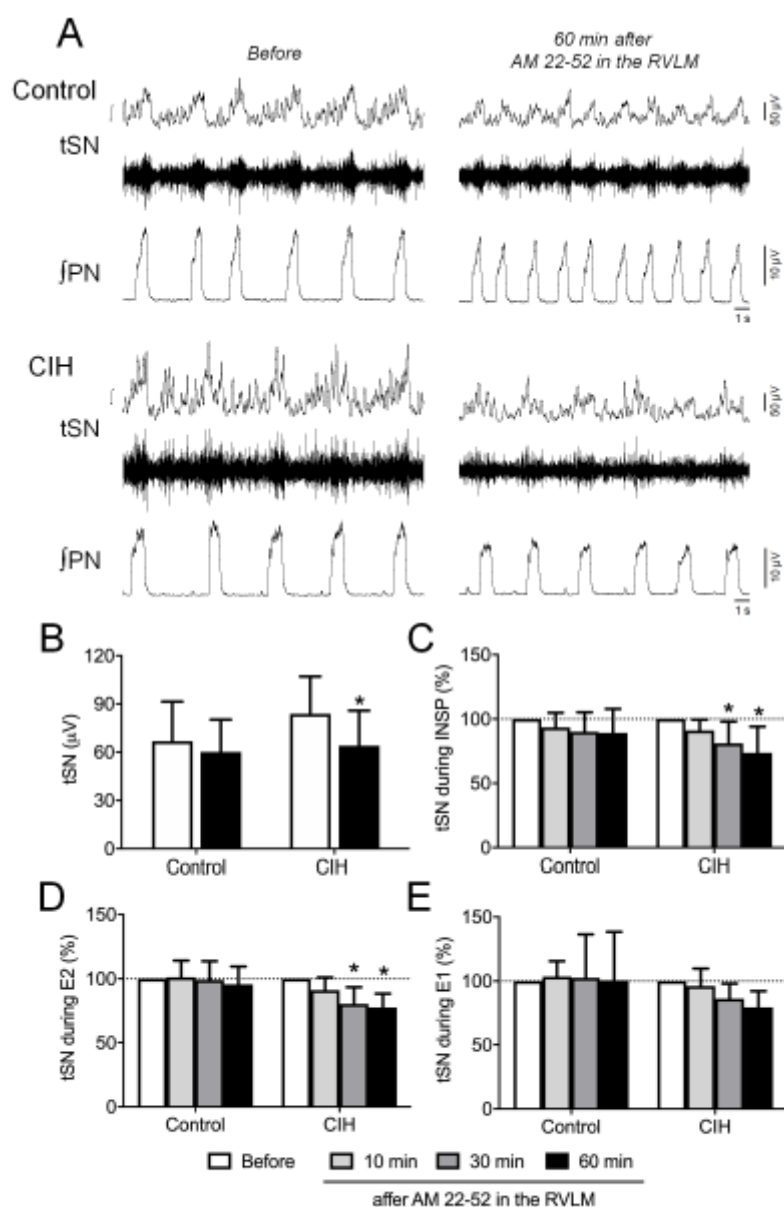 A
Before
60 min after
AM 22-52 in the RVLM
Control
50 µV
tSN
∫PN
10 µV
1 s
CIH
50 µV
tSN
∫PN
10 µV
1 s
B
tSN (µV)
120
90
60
30
0
Control CIH
C
tSN during INSP (%)
150
100
50
0
* *
Control CIH
*
D
tSN during E2 (%)
150
100
50
0
* *
Control CIH
E
tSN during E1 (%)
150
100
50
0
Control CIH
Before 10 min 30 min 60 min
affer AM 22-52 in the RVLM